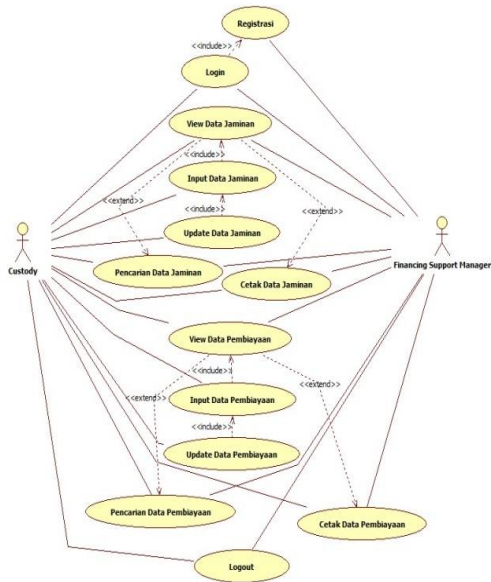 Registrasi
<<include>>
Login
View Data Jaminan
<<include>>
Input Data Jaminan
<<extend>>
<<include>>
<<extend>>
Update Data Jaminan
Custody
Pencarian Data Jaminan
Cetak Data Jaminan
Financing Support Manager
View Data Pembiayaan
<<include>>
<<extend>>
<<extend>>
Input Data Pembiayaan
<<include>>
Update Data Pembiayaan
Pencarian Data Pembiayaan
Cetak Data Pembiayaan
Logout